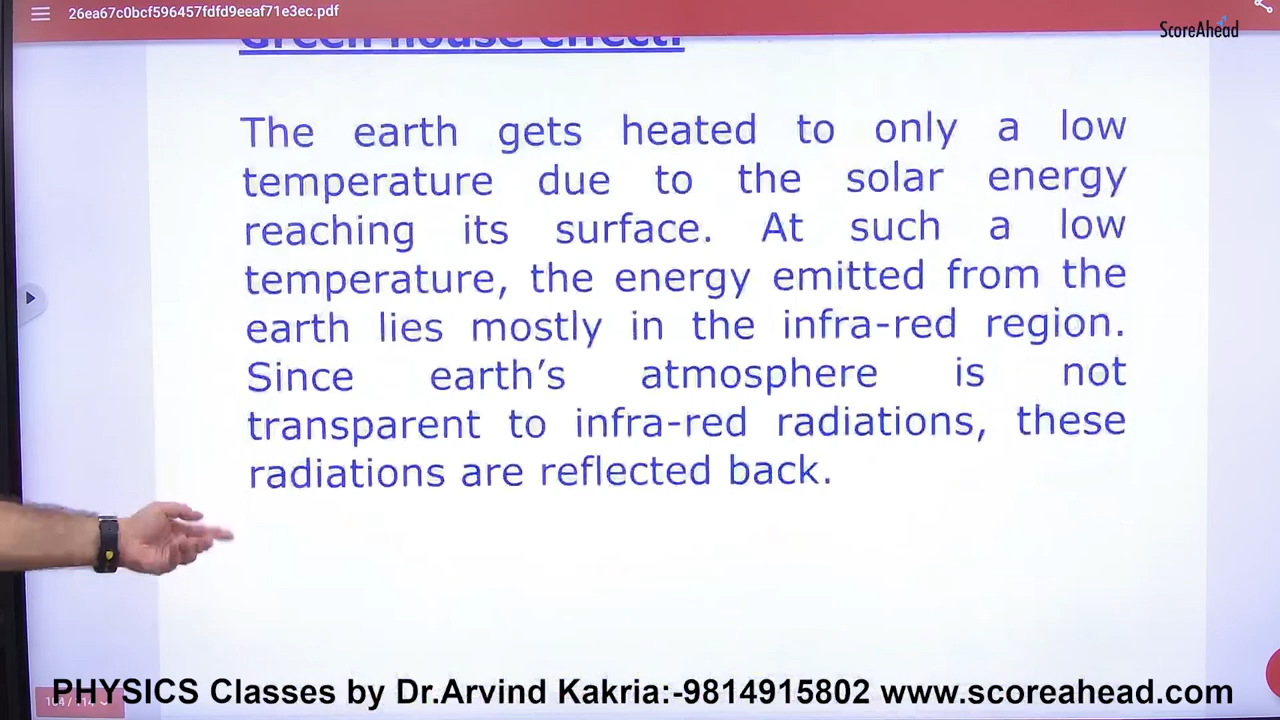 26ea67c0bcf596457fdfd9eeaf71e3ec.pdf
ScoreAhead
Green house effect:
The earth gets heated to only a low
temperature due to the solar energy
reaching its surface. At such a low
temperature, the energy emitted from the
earth lies mostly in the infra-red region.
Since earth's atmosphere is not
transparent to infra-red radiations, these
radiations are reflected back.
PHYSICS Classes by Dr.Arvind Kakria:-9814915802 www.scoreahead.com